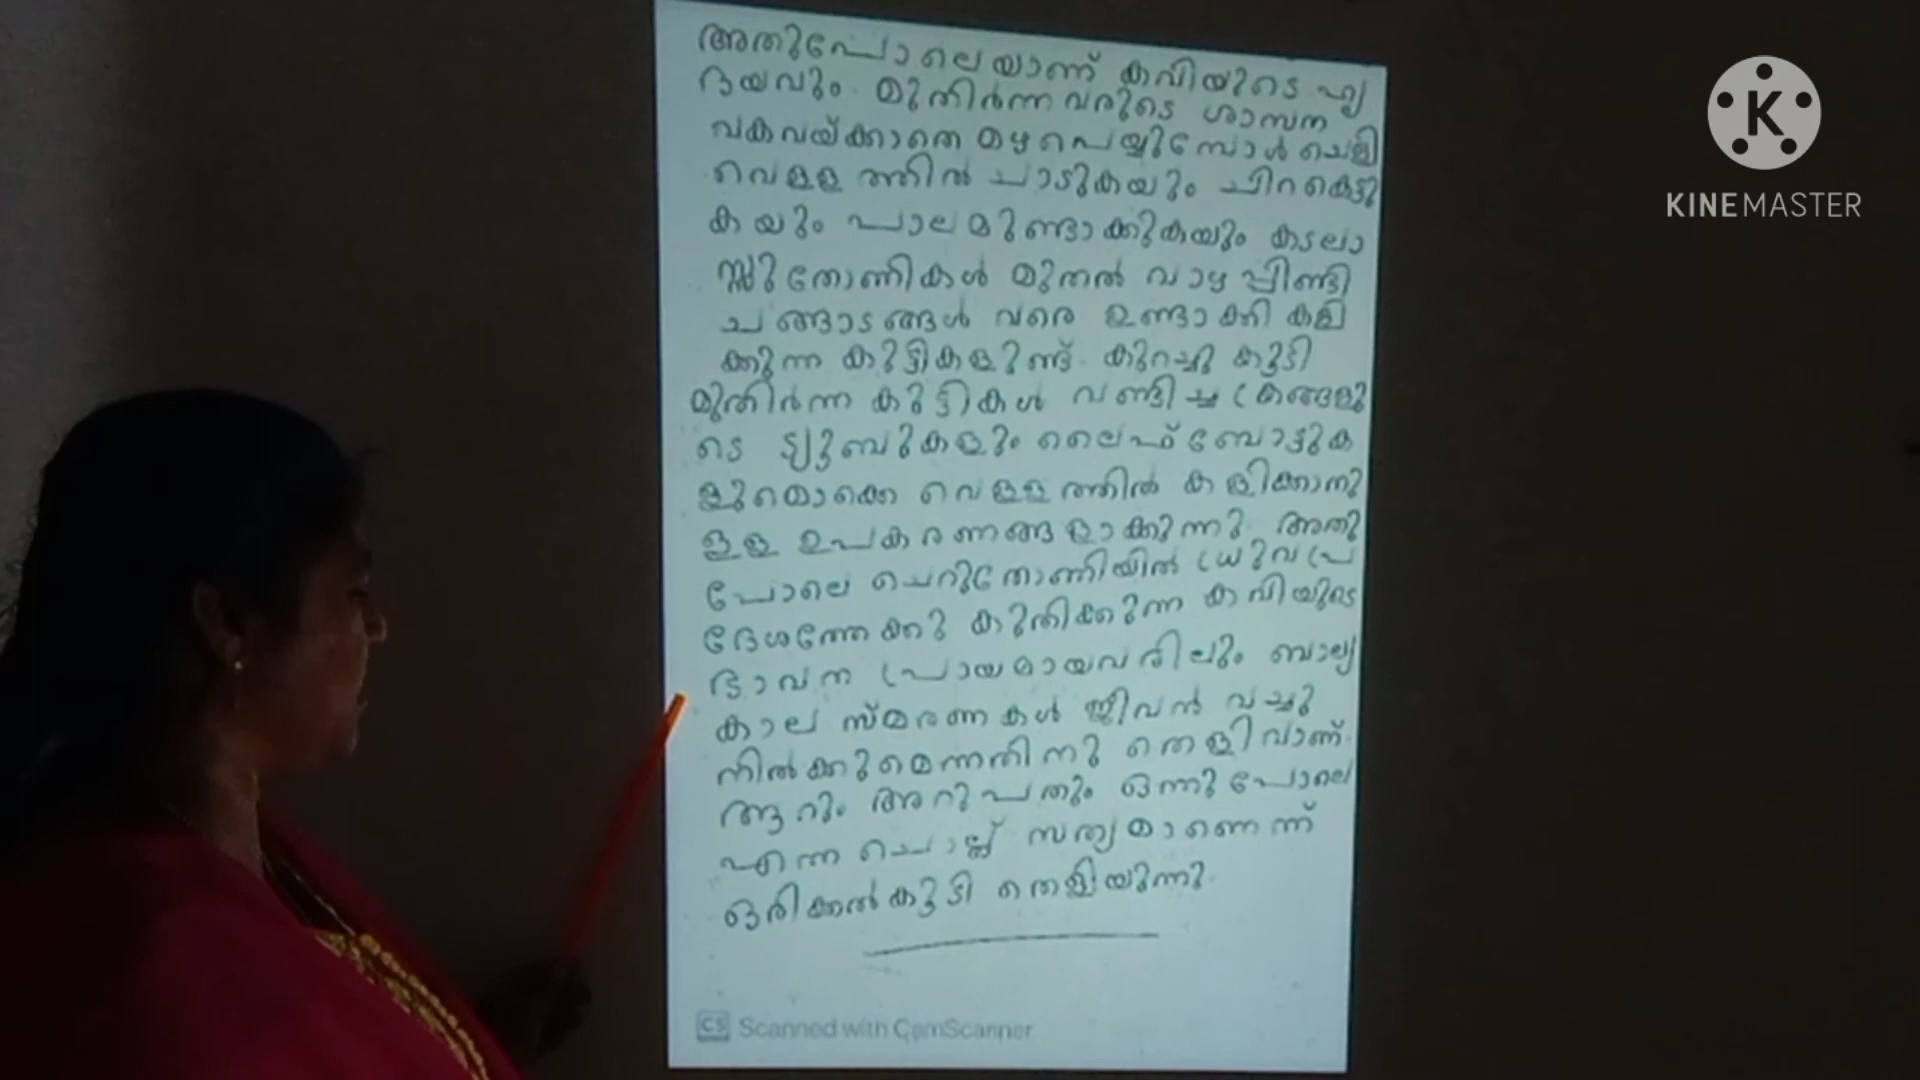 അതുപോലെയാണ് കവിയുടെ ഹൃ
ദയവും. മുതിർന്നവരുടെ ശാസന
വകവയ്ക്കാതെ മഴ പെയ്യുമ്പോൾ ചെളി
വെള്ളത്തിൽ ചാടുകയും ചിറകെട്ടു
കയും പാലമുണ്ടാക്കുകയും കടലാ
സ്സുതോണികൾ മുതൽ വാഴപ്പിണ്ടി
ചങ്ങാടങ്ങൾ വരെ ഉണ്ടാക്കി കളി
ക്കുന്ന കുട്ടികളുണ്ട്. കുറച്ചു കൂടി
മുതിർന്ന കുട്ടികൾ വണ്ടിച്ചക്രങ്ങളു
ടെ ട്യൂബുകളും ലൈഫ് ബോട്ടുക
ളുമൊക്കെ വെള്ളത്തിൽ കളിക്കാനു
ള്ള ഉപകരണങ്ങളാക്കുന്നു. അതു
പോലെ ചെറുതോണിയിൽ ധ്രുവപ്ര
ദേശത്തേക്കു കുതിക്കുന്ന കവിയുടെ
ഭാവന പ്രായമായവരിലും ബാല്യ
കാല സ്മരണകൾ ജീവൻ വച്ചു
നിൽക്കുമെന്നതിനു തെളിവാണ്.
ആറും അറുപതും ഒന്നു പോലെ
എന്ന ചൊല്ല് സത്യമാണെന്ന്
ഒരിക്കൽകൂടി തെളിയുന്നു.
CS Scanned with CamScanner
K
KINEMASTER